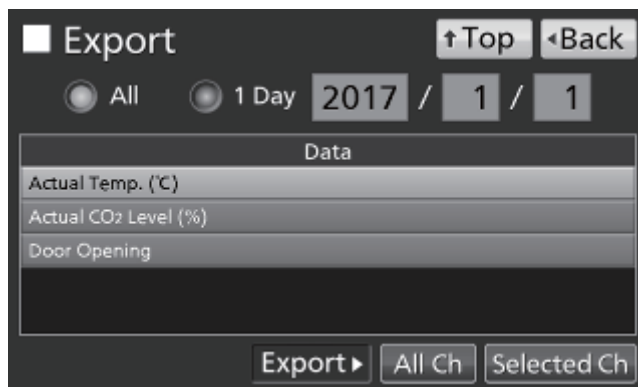 Export ↑Top ◂Back
All 1 Day 2017 / 1 / 1
Data
Actual Temp. (℃)
Actual CO₂ Level (%)
Door Opening
Export▸ All Ch Selected Ch